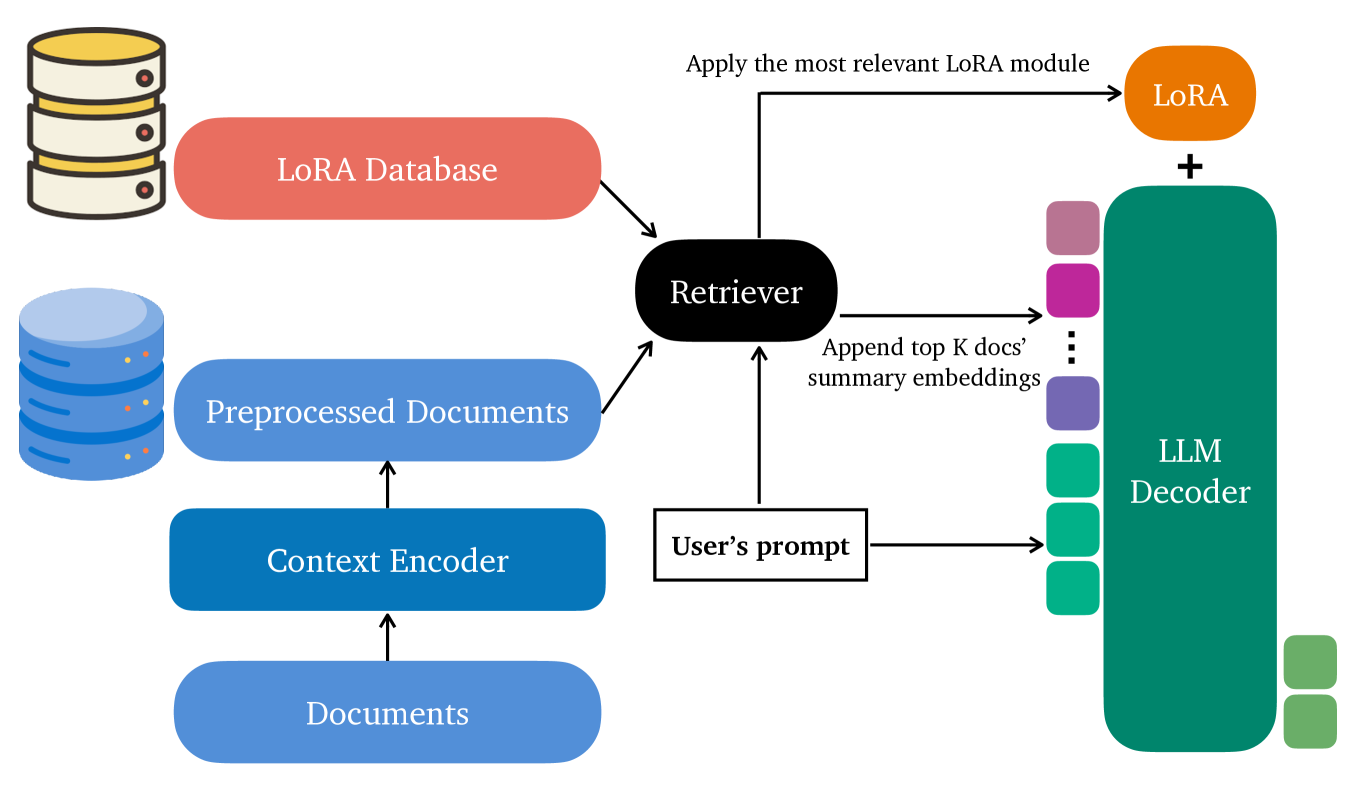 Apply the most relevant LoRA module
LoRA
LoRA Database
+
Retriever
Append top K docs’
summary embeddings
Preprocessed Documents
LLM
Decoder
User’s prompt
Context Encoder
Documents